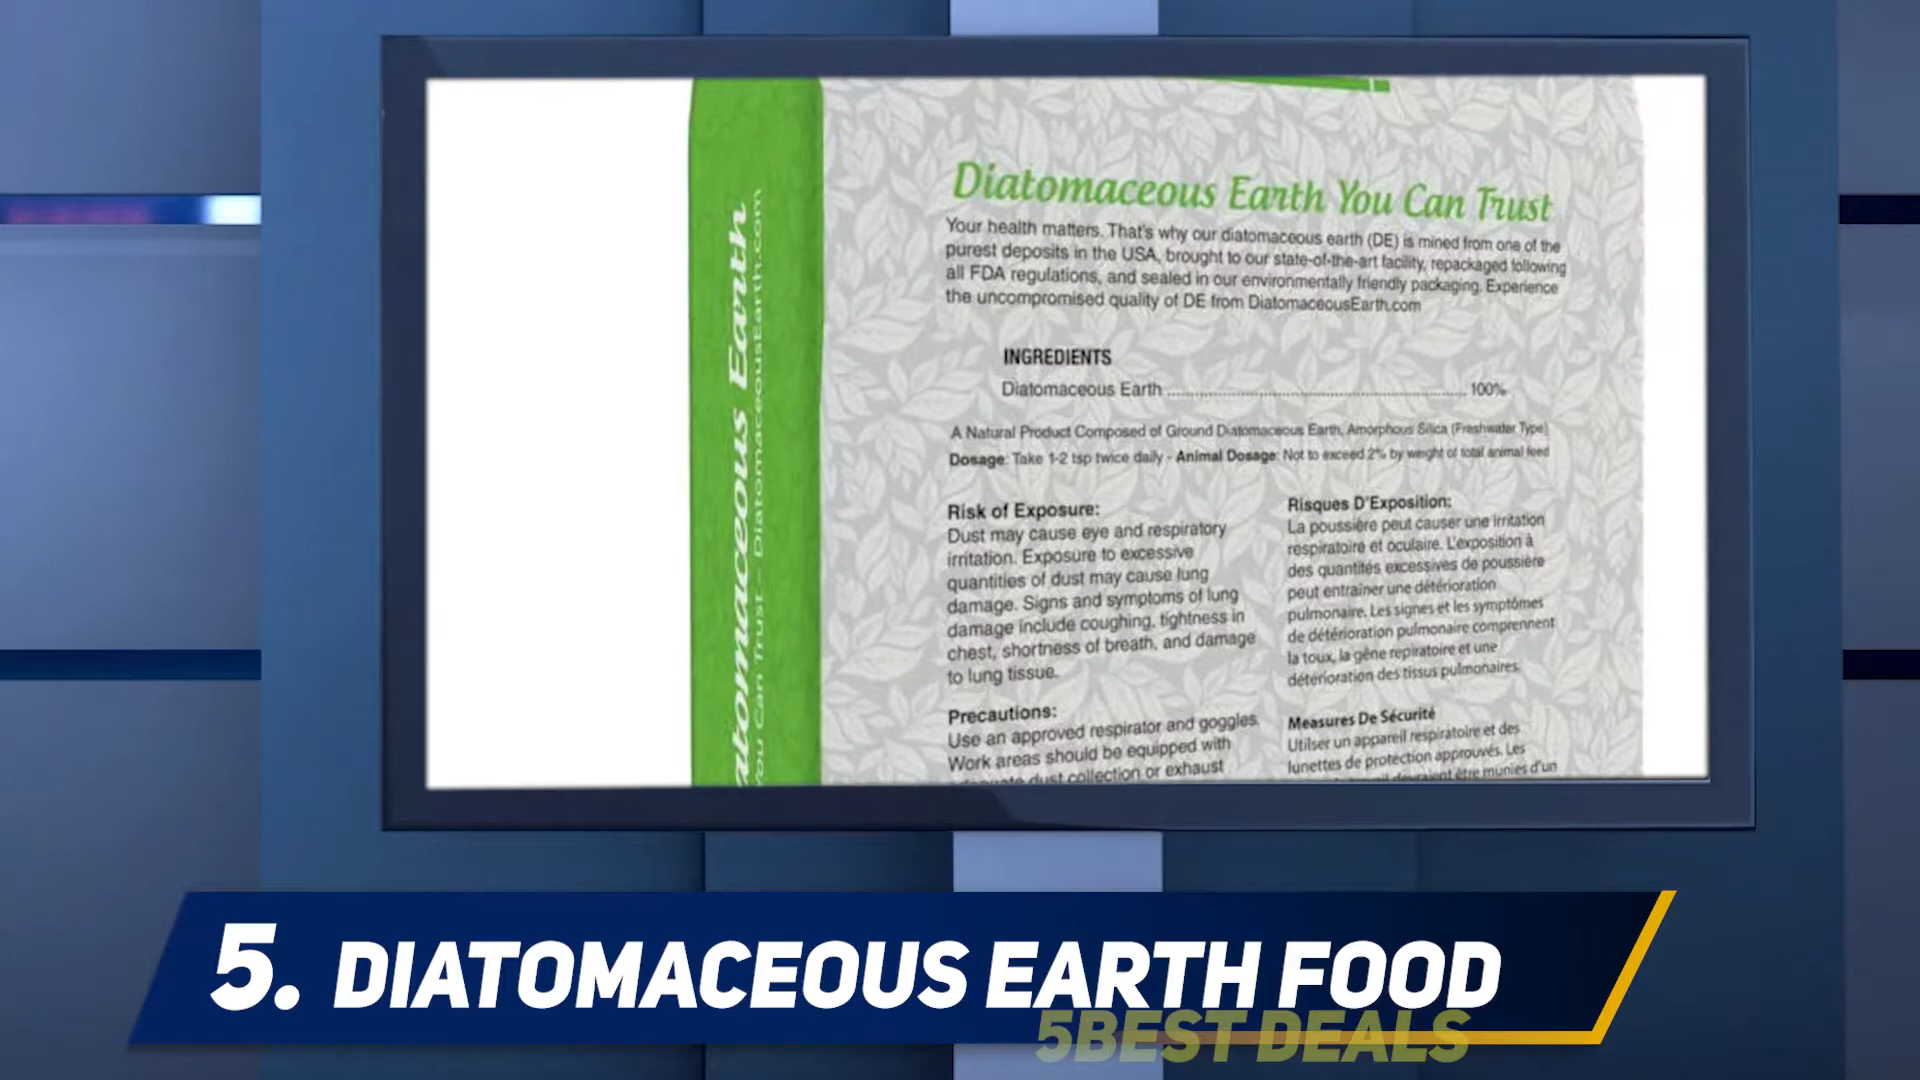 Diatomaceous Earth You Can Trust
Your health matters. That's why our diatomaceous earth (DE) is mined from one of the
purest deposits in the USA, brought to our state-of-the-art facility, repackaged following
all FDA regulations, and sealed in our environmentally friendly packaging. Experience
the uncompromised quality of DE from DiatomaceousEarth.com
INGREDIENTS
Diatomaceous Earth ........................................................ 100%
A Natural Product Composed of Ground Diatomaceous Earth, Amorphous Silica (Freshwater Type)
Dosage: Take 1-2 tsp twice daily - Animal Dosage: Not to exceed 2% by weight of total animal feed
Risk of Exposure:
Dust may cause eye and respiratory
irritation. Exposure to excessive
quantities of dust may cause lung
damage. Signs and symptoms of lung
damage include coughing, tightness in
chest, shortness of breath, and damage
to lung tissue.
Precautions:
Use an approved respirator and goggles.
Work areas should be equipped with
dust collection or exhaust
Risques D'Exposition:
La poussière peut causer une irritation
respiratoire et oculaire. L'exposition à
des quantités excessives de poussière
peut entraîner une détérioration
pulmonaire. Les signes et les symptômes
de détérioration pulmonaire comprennent
la toux, la gêne repiratoire et une
détérioration des tissus pulmonaires.
Measures De Sécurité
Utilser un appareil respiratoire et des
lunettes de protection approuvés. Les
être munies d'un
atomaceous Earth
You Can Trust - DiatomaceousEarth.com
5. DIATOMACEOUS EARTH FOOD
5BEST DEALS